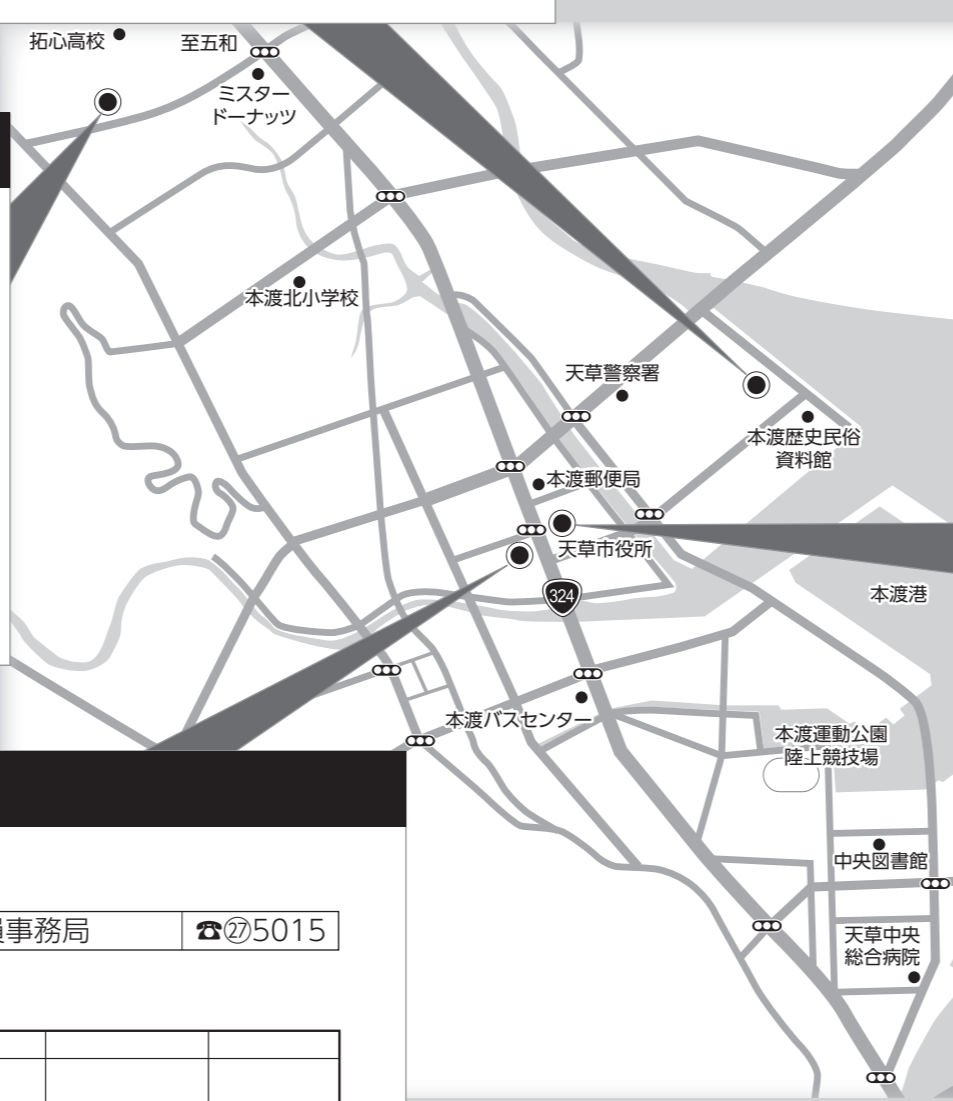 拓心高校
至五和
ミスター
ドーナッツ
本渡北小学校
天草警察署
本渡歴史民俗
資料館
本渡郵便局
天草市役所
324
本渡港
本渡バスセンター
本渡運動公園
陸上競技場
中央図書館
天草中央
総合病院
事務局
☎㉗5015